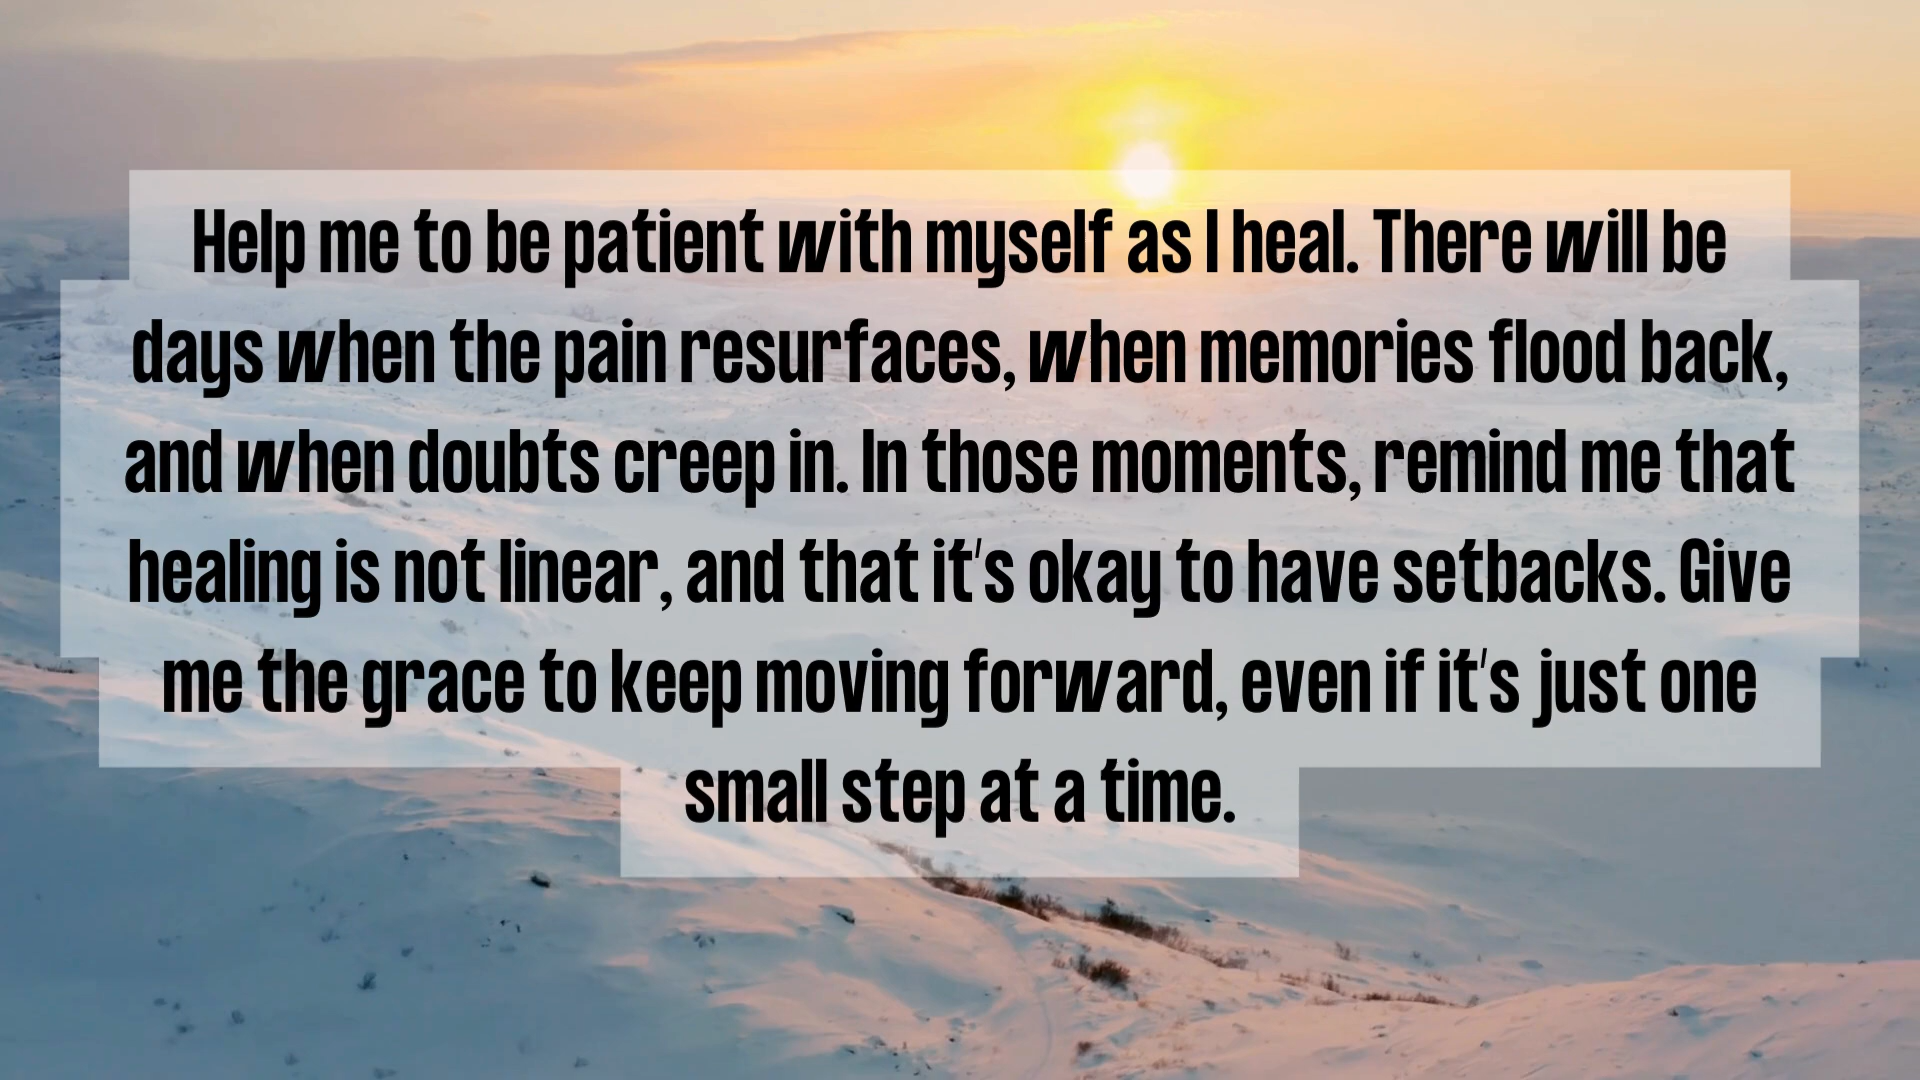 Help me to be patient with myself as I heal. There will be
days when the pain resurfaces, when memories flood back,
and when doubts creep in. In those moments, remind me that
healing is not linear, and that it's okay to have setbacks. Give
me the grace to keep moving forward, even if it's just one
small step at a time.